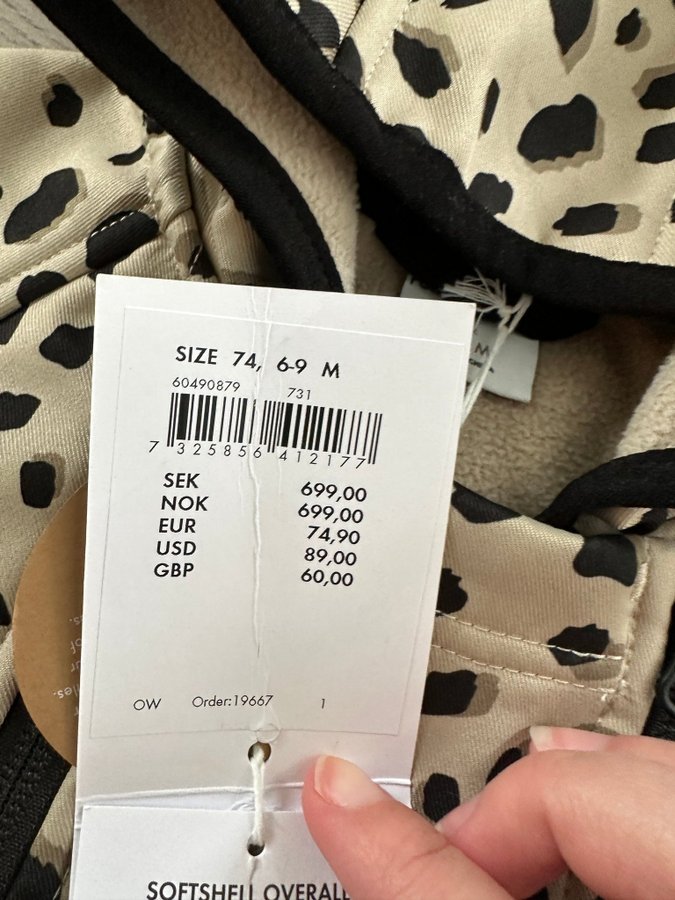 SIZE 74, 6-9 M
60490879 731
7 325856 412177
SEK 699,00
NOK 699,00
EUR 74,90
USD 89,00
GBP 60,00
OW Order:19667 1
SOFTSHELL OVERALL
M